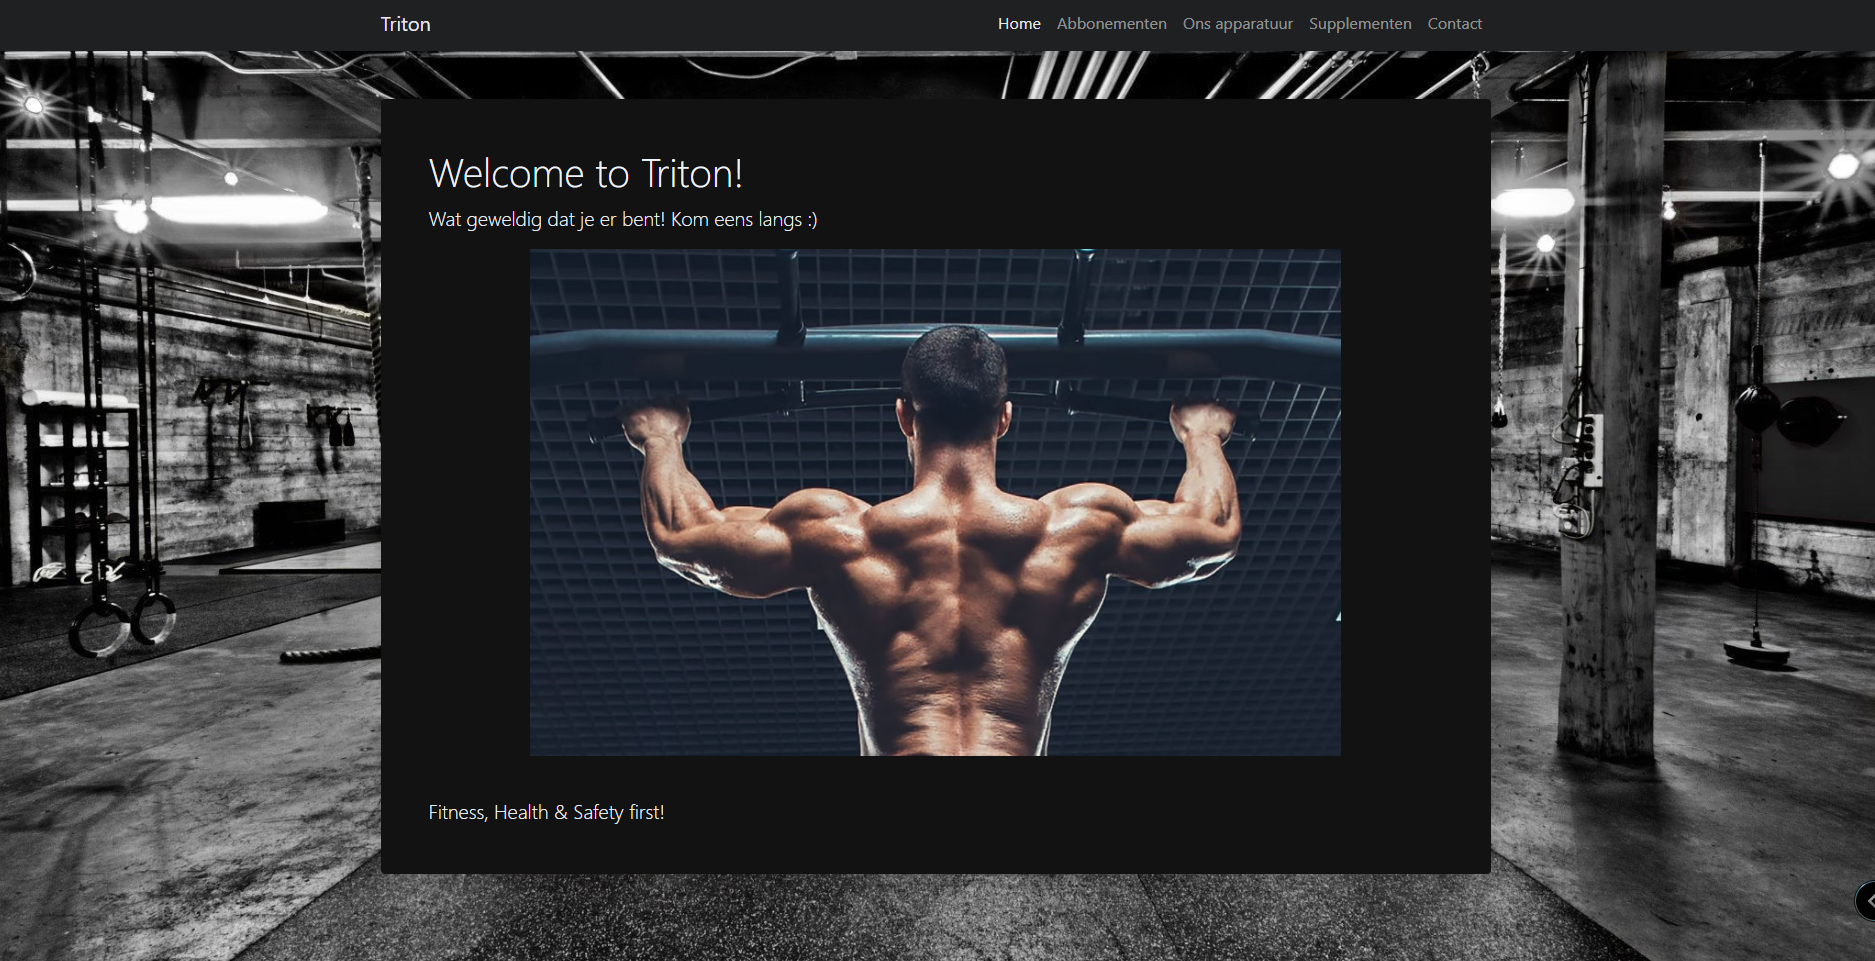 Triton
Home Abbonementen Ons apparatuur Supplementen Contact
Welcome to Triton!
Wat geweldig dat je er bent! Kom eens langs :)
Fitness, Health & Safety first!